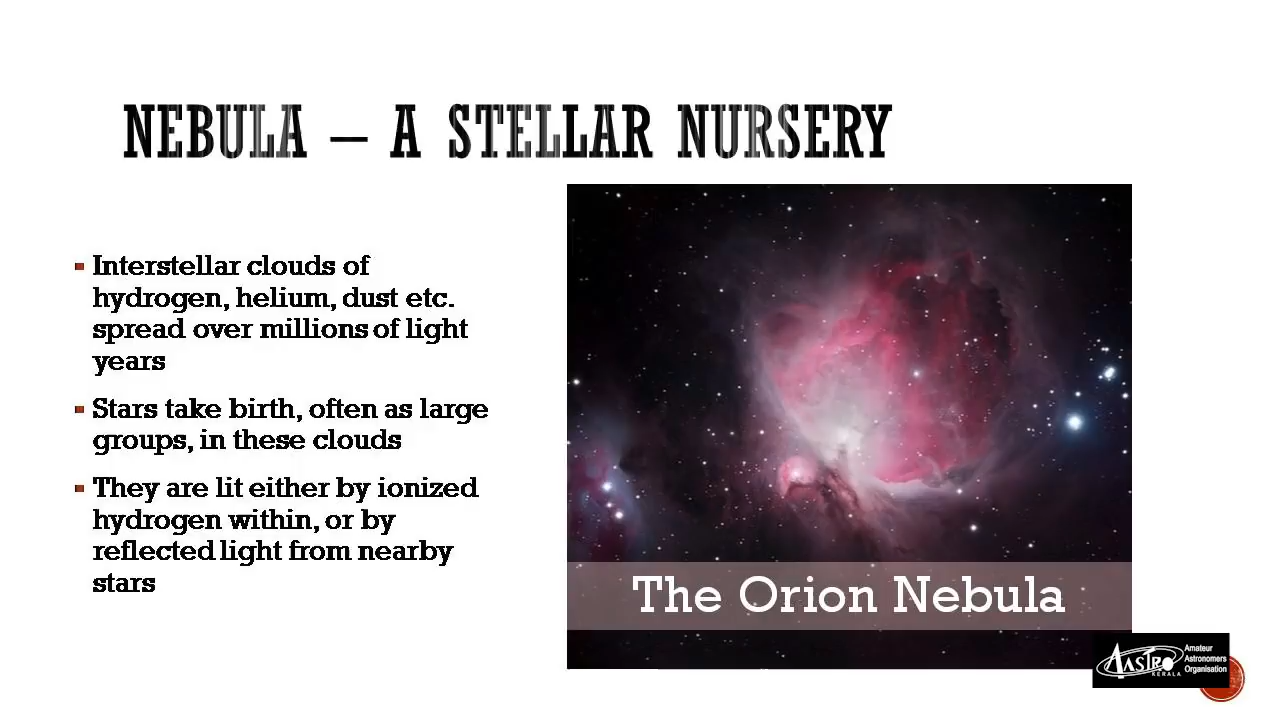 NEBULA – A STELLAR NURSERY
Interstellar clouds of
hydrogen, helium, dust etc.
spread over millions of light
years
Stars take birth, often as large
groups, in these clouds
They are lit either by ionized
hydrogen within, or by
reflected light from nearby
stars
The Orion Nebula
AASTRO
KERALA
Amateur
Astronomers
Organisation